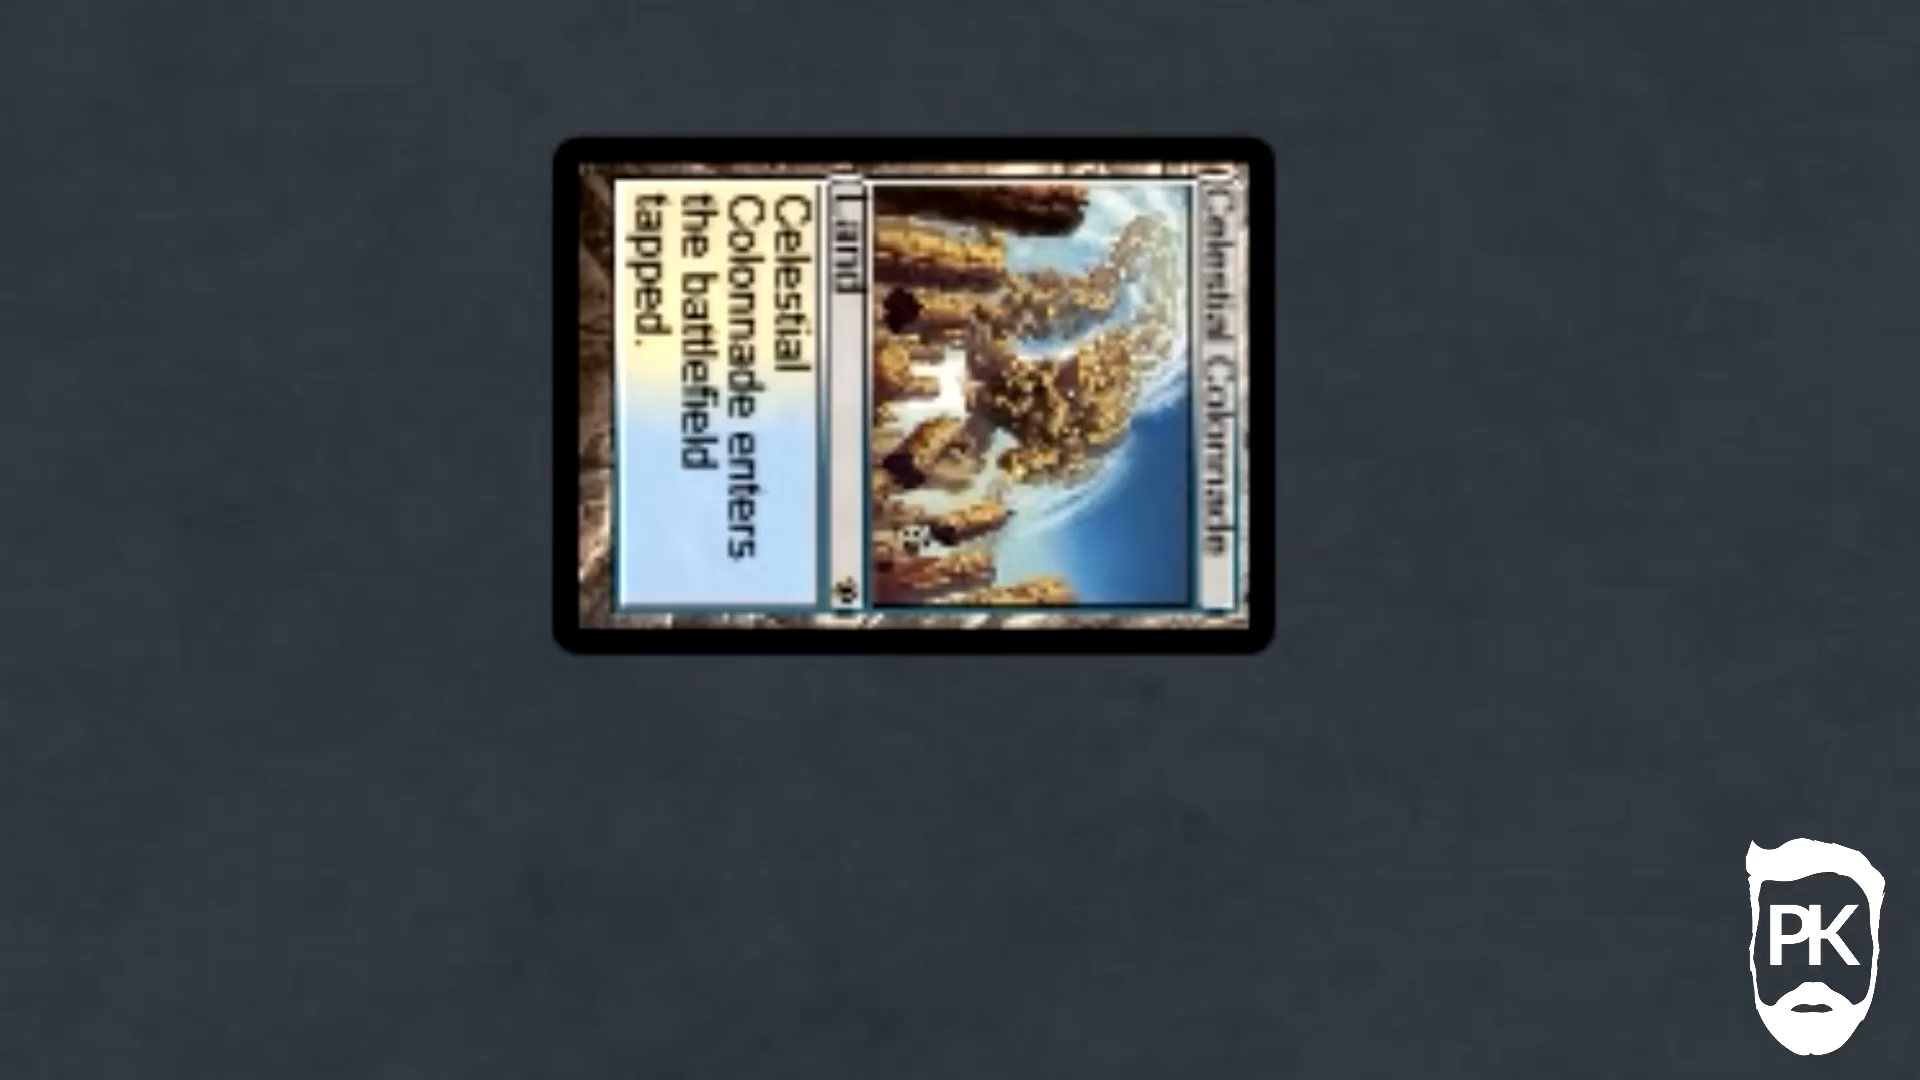 Celestial Colonnade
Land
Celestial
Colonnade enters
the battlefield
tapped.
PK